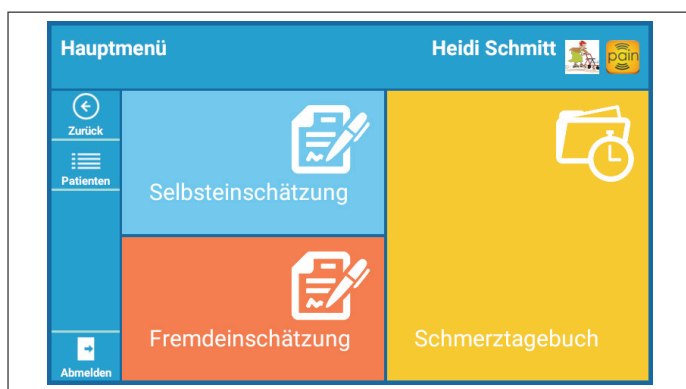 Hauptmenü
Heidi Schmitt
pain
Zurück
Patienten
Selbsteinschätzung
Fremdeinschätzung
Schmerztagebuch
Abmelden